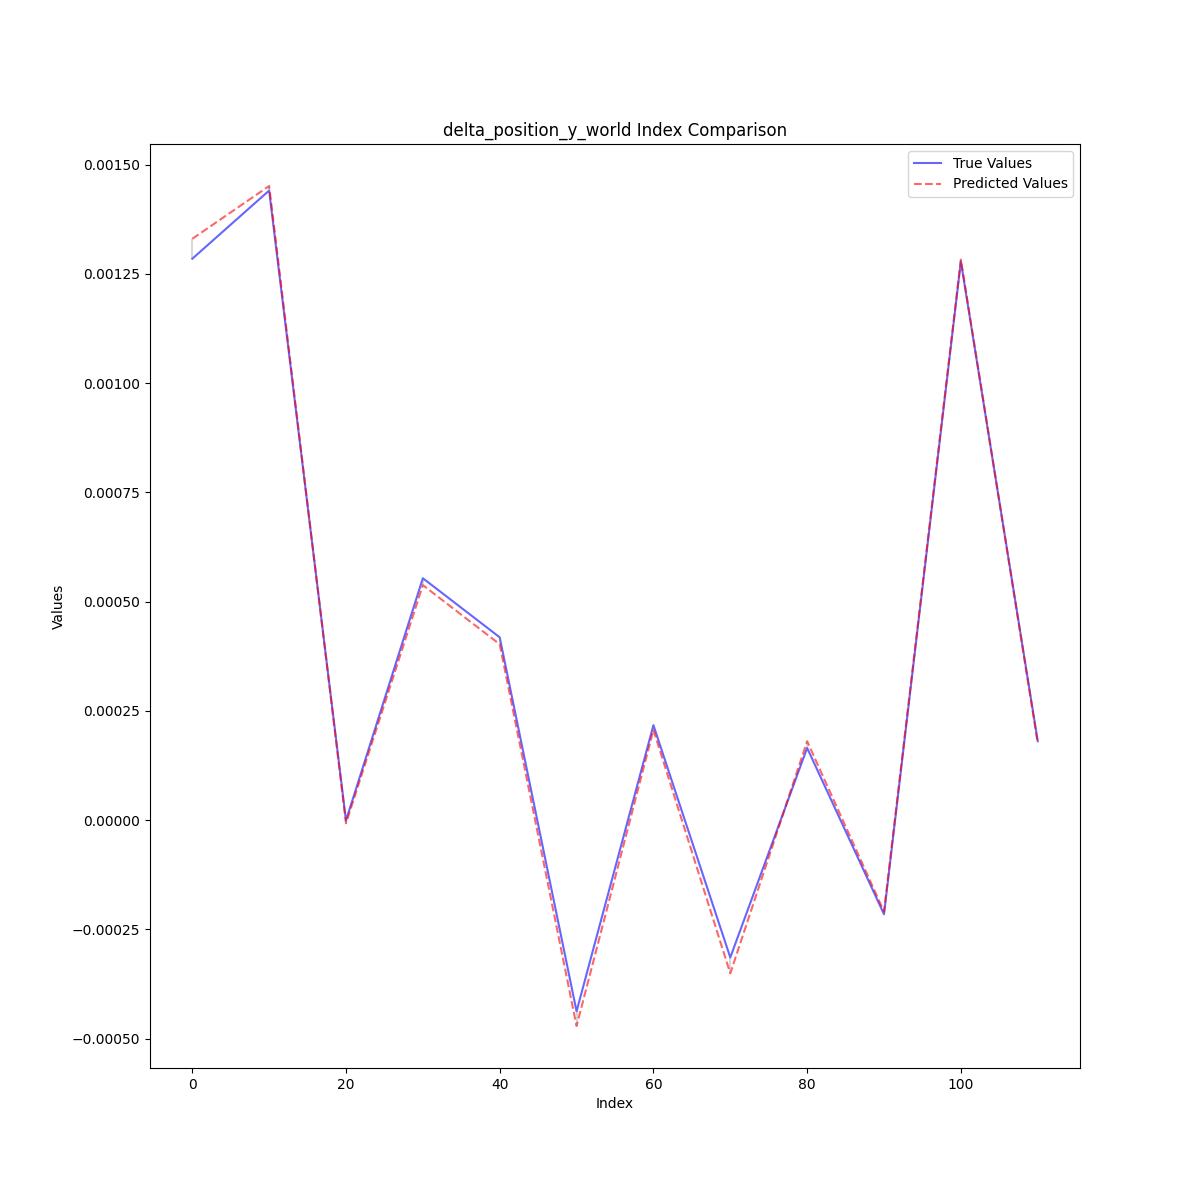 delta_position_y_world Index Comparison
True Values
Predicted Values
0.00150
0.00125
0.00100
0.00075
0.00050
0.00025
0.00000
−0.00025
−0.00050
Values
0 20 40 60 80 100
Index